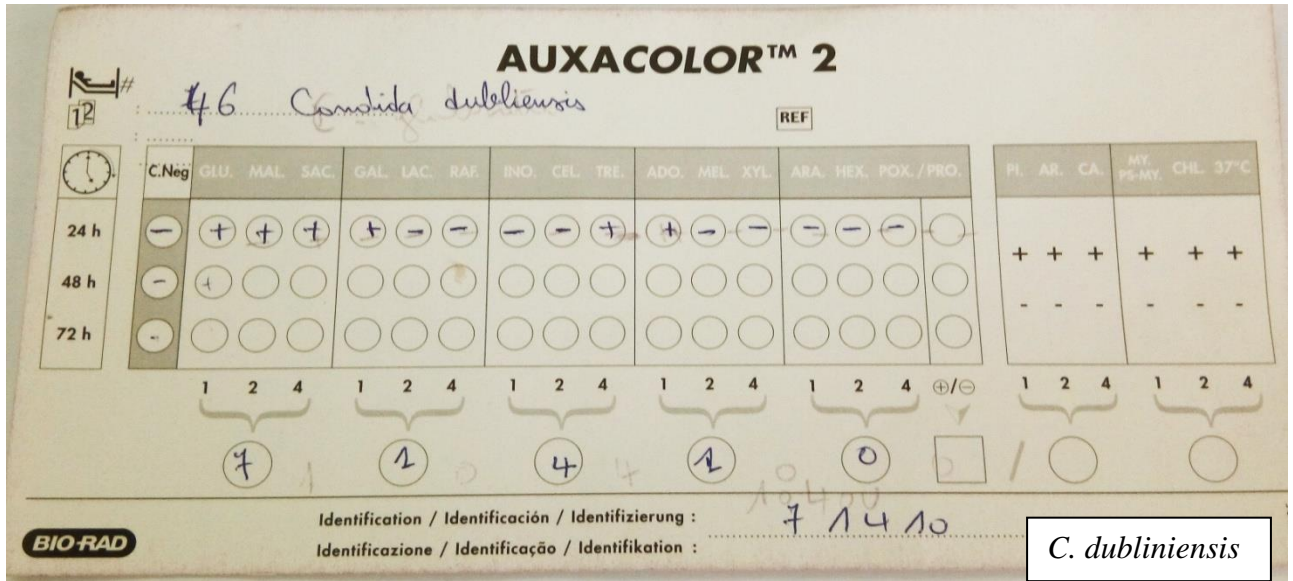 AUXACOLOR™ 2
# 46 Candida dubliensis
12
REF
C.Neg GLU. MAL. SAC. GAL. LAC. RAF. INO. CEL. TRE. ADO. MEL. XYL. ARA. HEX. POX. / PRO. PI. AR. CA. MY. PS-MY. CHL. 37°C
24 h - + + + + - - - - + + - - - - -
+ + + + + +
48 h - +
- - - - - -
72 h -
1 2 4 1 2 4 1 2 4 1 2 4 1 2 4 ⊕/⊖ 1 2 4 1 2 4
7 1 4 1 0 /
Identification / Identificación / Identifizierung : 7 1 4 1 0
Identificazione / Identificação / Identifikation :
BIO-RAD
C. dubliniensis